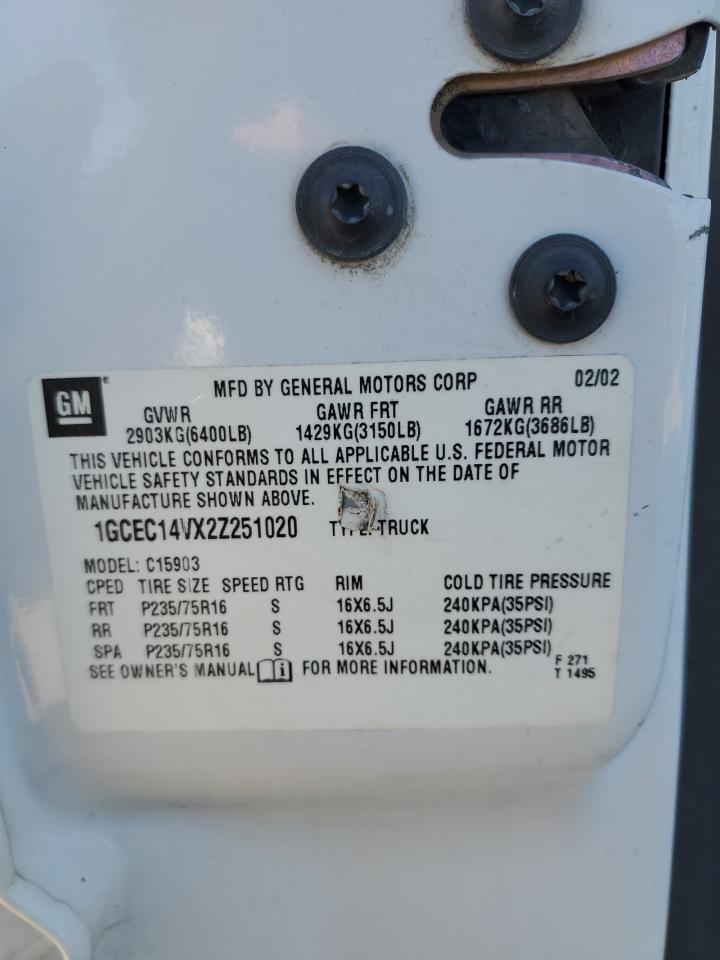 GM ® MFD BY GENERAL MOTORS CORP 02/02
GVWR GAWR FRT GAWR RR
2903KG(6400LB) 1429KG(3150LB) 1672KG(3686LB)
THIS VEHICLE CONFORMS TO ALL APPLICABLE U.S. FEDERAL MOTOR
VEHICLE SAFETY STANDARDS IN EFFECT ON THE DATE OF
MANUFACTURE SHOWN ABOVE.
1GCEC14VX2Z251020 TYPE: TRUCK
MODEL: C15903
CPED TIRE SIZE SPEED RTG RIM COLD TIRE PRESSURE
FRT P235/75R16 S 16X6.5J 240KPA(35PSI)
RR P235/75R16 S 16X6.5J 240KPA(35PSI)
SPA P235/75R16 S 16X6.5J 240KPA(35PSI)
SEE OWNER'S MANUAL i FOR MORE INFORMATION.
F 271
T 1495